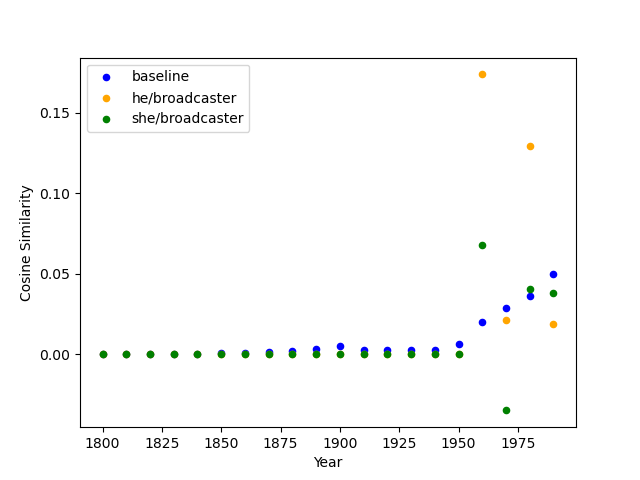 baseline
he/broadcaster
she/broadcaster
0.15
0.10
0.05
0.00
Cosine Similarity
1800 1825 1850 1875 1900 1925 1950 1975
Year